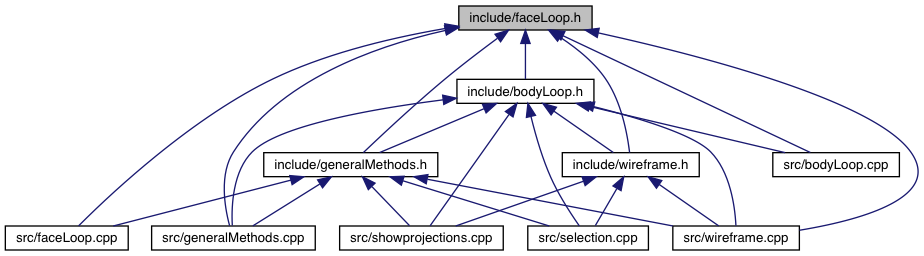 include/faceLoop.h
include/bodyLoop.h
include/generalMethods.h
include/wireframe.h
src/bodyLoop.cpp
src/faceLoop.cpp
src/generalMethods.cpp
src/showprojections.cpp
src/selection.cpp
src/wireframe.cpp